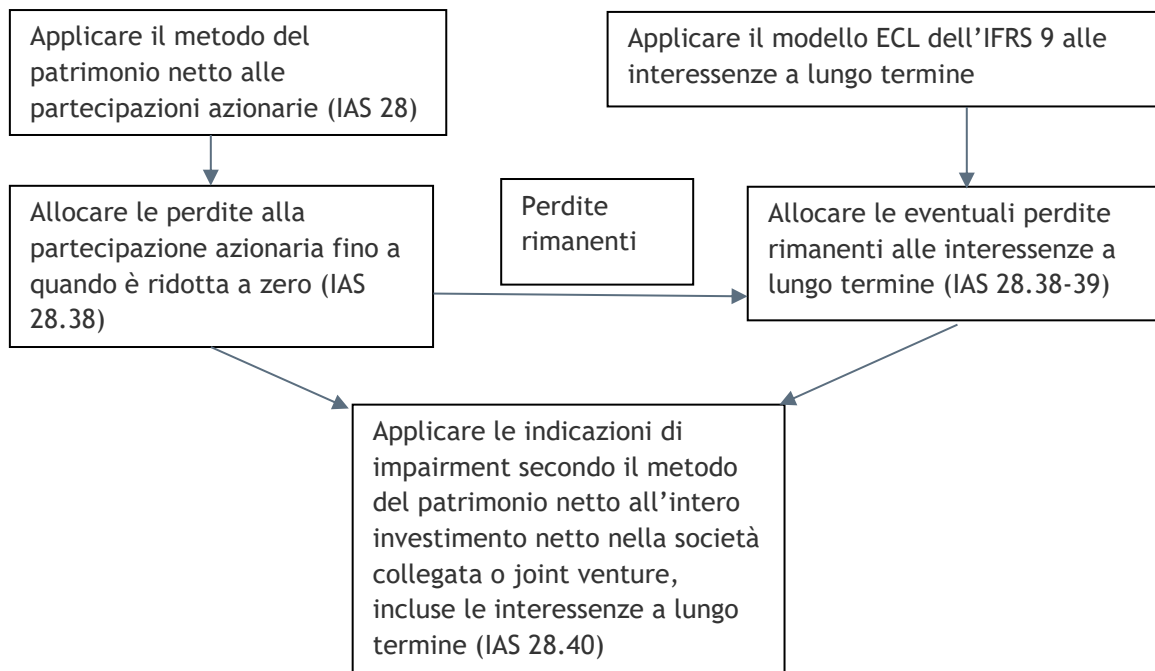 Applicare il metodo del
patrimonio netto alle
partecipazioni azionarie (IAS 28)
Applicare il modello ECL dell’IFRS 9 alle
interessenze a lungo termine
Allocare le perdite alla
partecipazione azionaria fino a
quando è ridotta a zero (IAS
28.38)
Perdite
rimanenti
Allocare le eventuali perdite
rimanenti alle interessenze a
lungo termine (IAS 28.38-39)
Applicare le indicazioni di
impairment secondo il metodo
del patrimonio netto all’intero
investimento netto nella società
collegata o joint venture,
incluse le interessenze a lungo
termine (IAS 28.40)